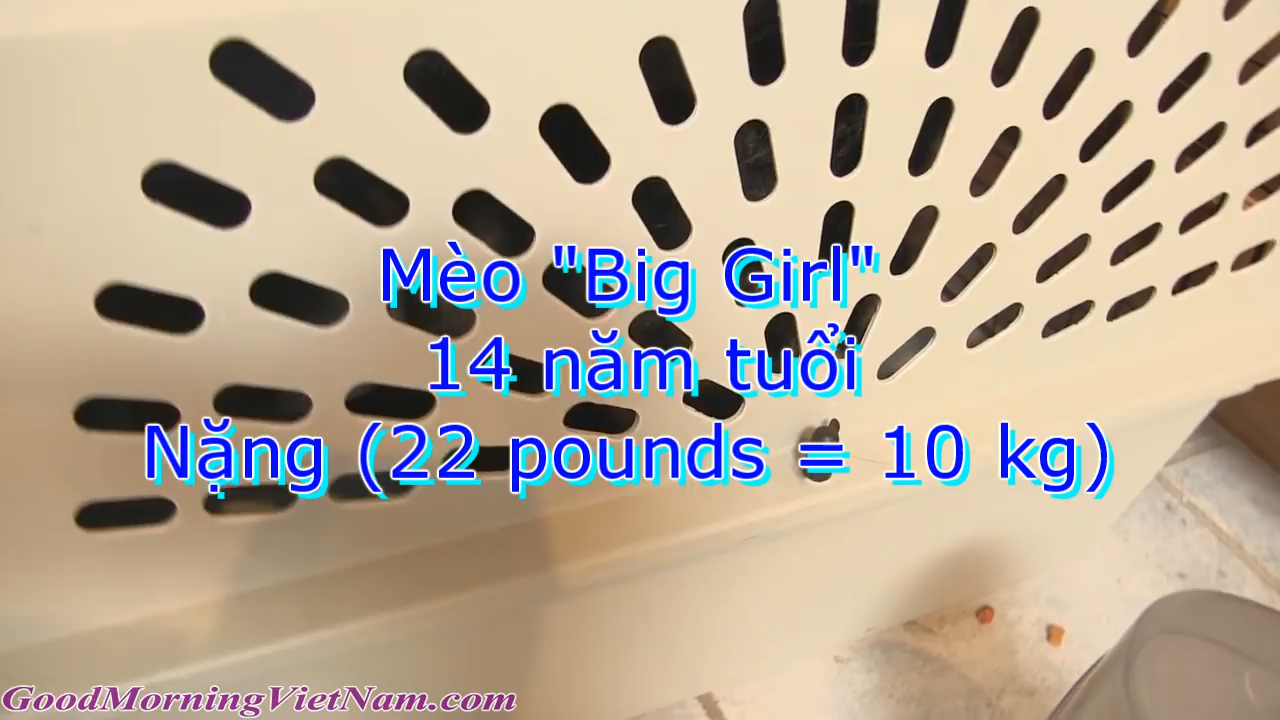 Mèo "Big Girl"
14 năm tuổi
Nặng (22 pounds = 10 kg)
GoodMorningVietNam.com